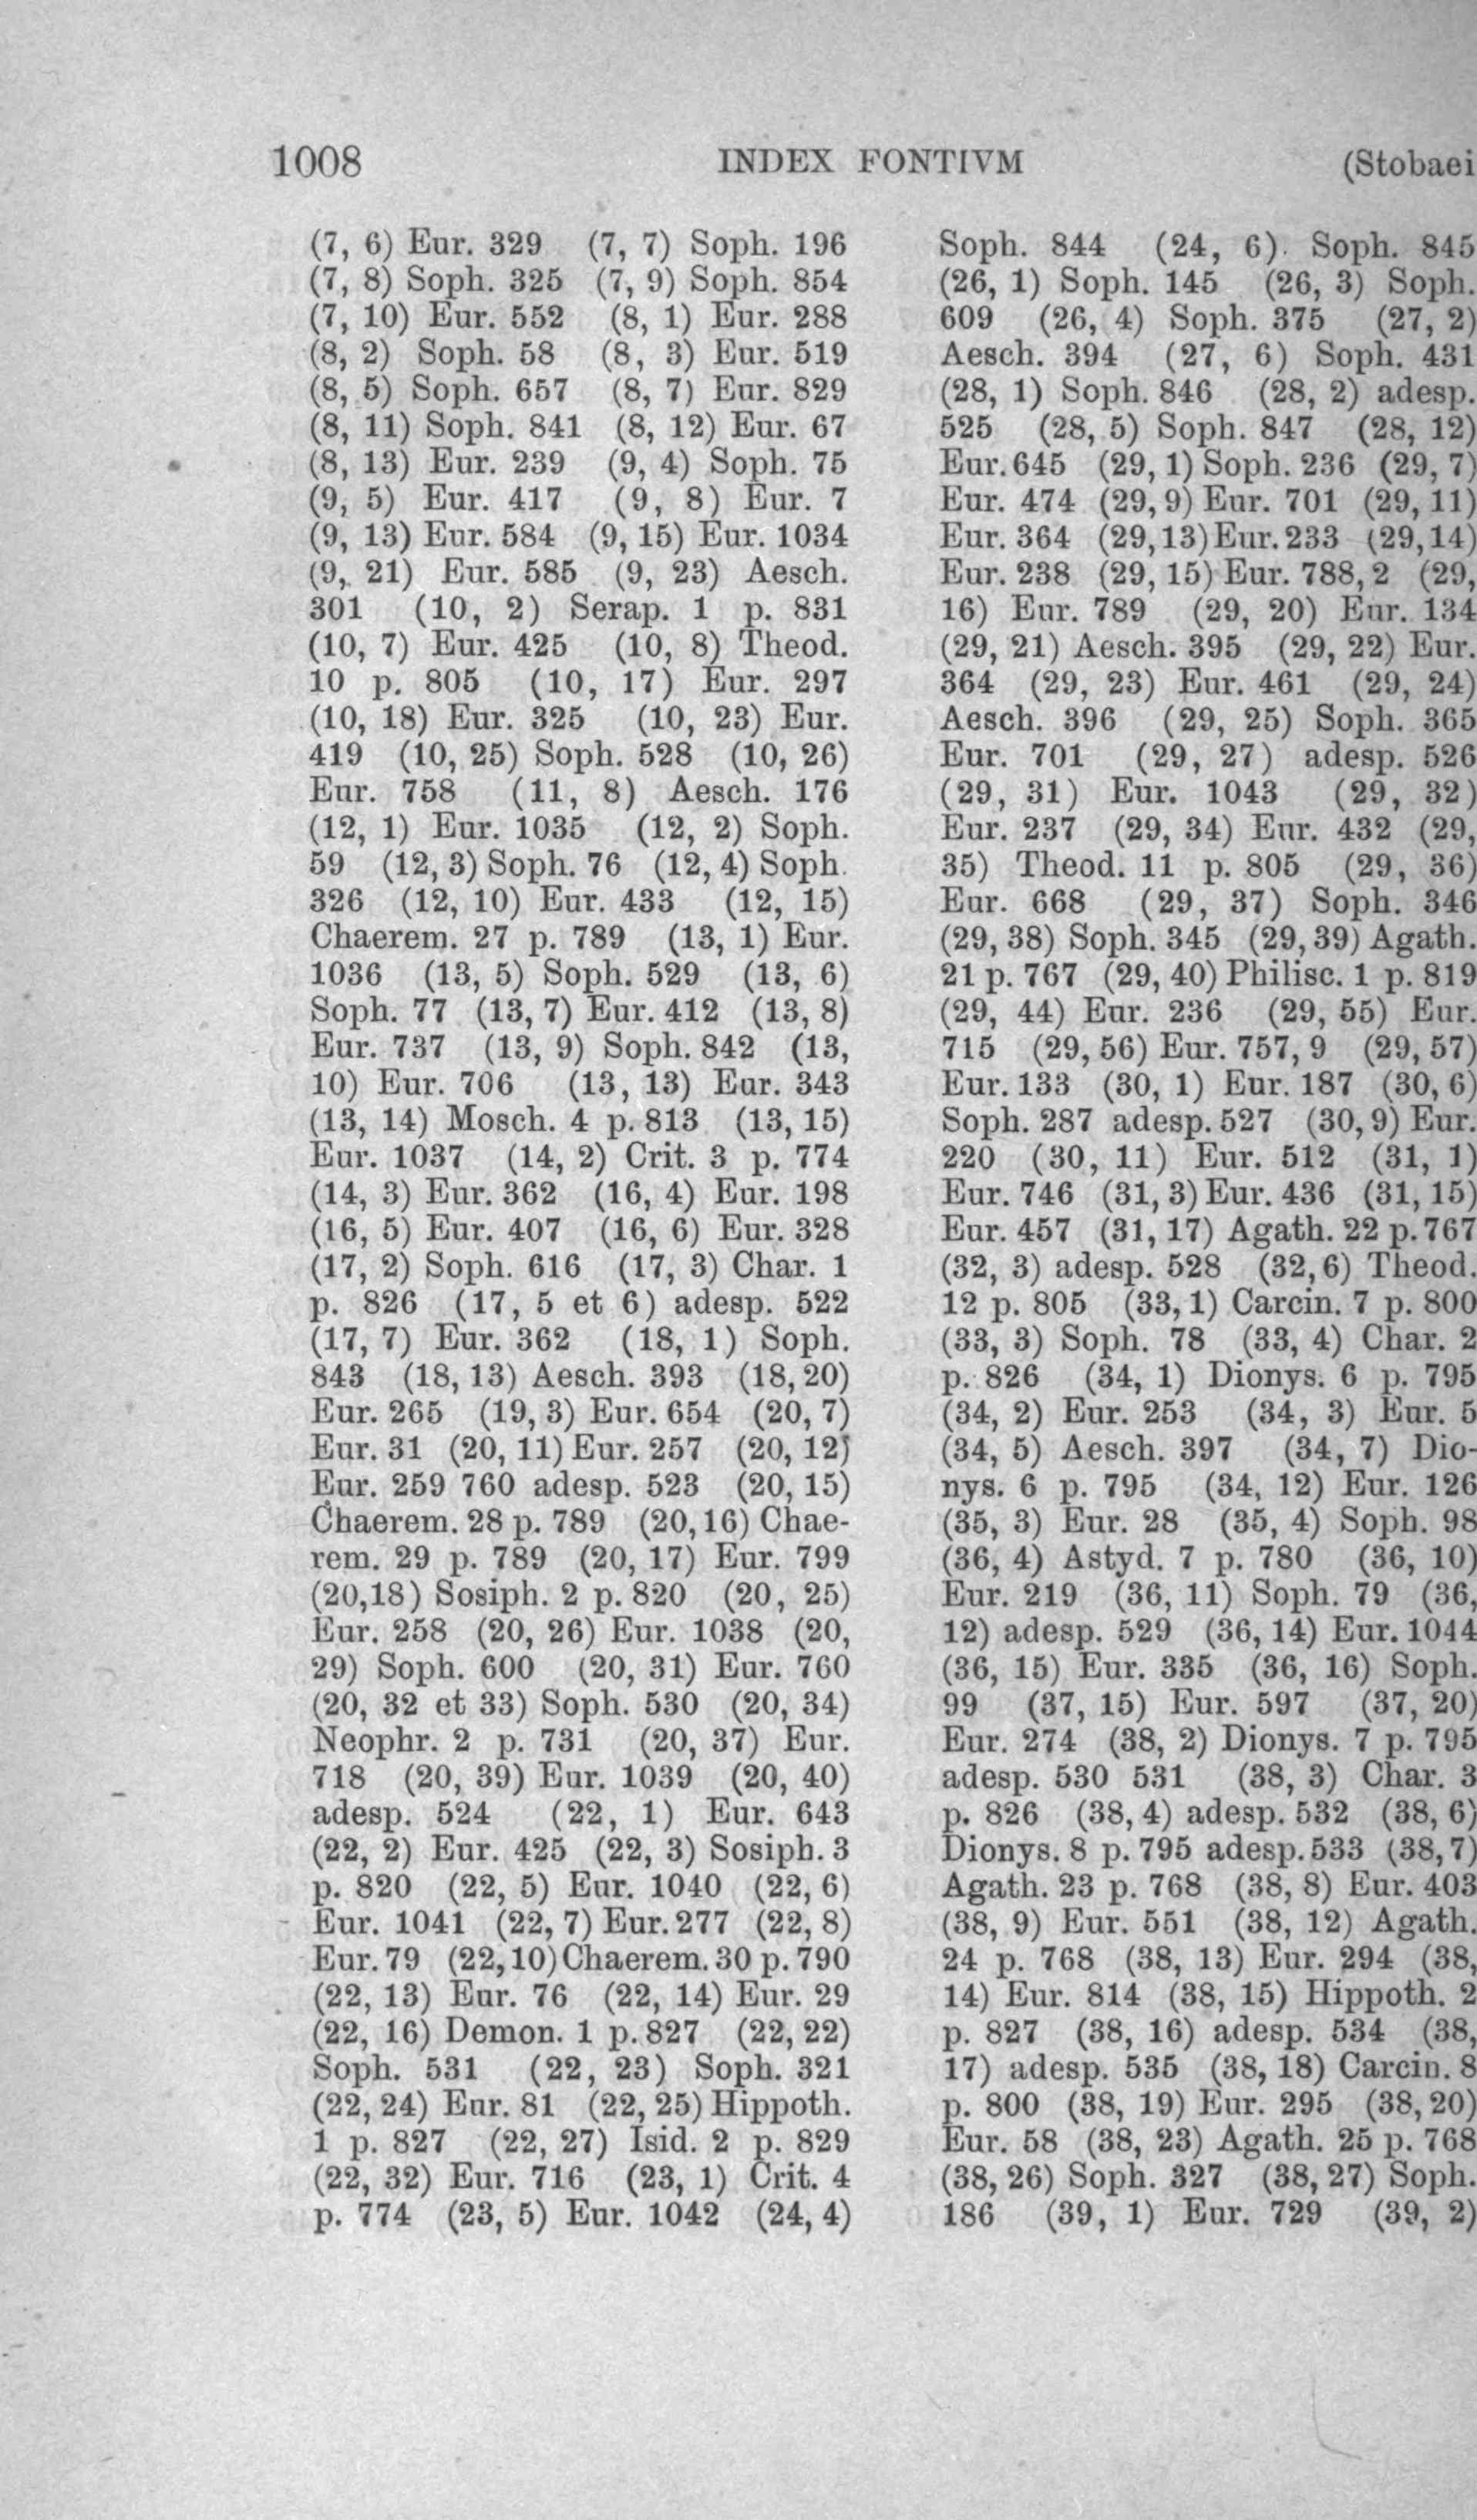 1008 INDEX FONTIVM (Stobaei
(7, 6) Eur. 329 (7, 7) Soph. 196
(7, 8) Soph. 325 (7, 9) Soph. 854
(7, 10) Eur. 552 (8, 1) Eur. 288
(8, 2) Soph. 58 (8, 3) Eur. 519
(8, 5) Soph. 657 (8, 7) Eur. 829
(8, 11) Soph. 841 (8, 12) Eur. 67
(8, 13) Eur. 239 (9, 4) Soph. 75
(9, 5) Eur. 417 (9, 8) Eur. 7
(9, 13) Eur. 584 (9, 15) Eur. 1034
(9, 21) Eur. 585 (9, 23) Aesch.
301 (10, 2) Serap. 1 p. 831
(10, 7) Eur. 425 (10, 8) Theod.
10 p. 805 (10, 17) Eur. 297
(10, 18) Eur. 325 (10, 23) Eur.
419 (10, 25) Soph. 528 (10, 26)
Eur. 758 (11, 8) Aesch. 176
(12, 1) Eur. 1035 (12, 2) Soph.
59 (12, 3) Soph. 76 (12, 4) Soph.
326 (12, 10) Eur. 433 (12, 15)
Chaerem. 27 p. 789 (13, 1) Eur.
1036 (13, 5) Soph. 529 (13, 6)
Soph. 77 (13, 7) Eur. 412 (13, 8)
Eur. 737 (13, 9) Soph. 842 (13,
10) Eur. 706 (13, 13) Eur. 343
(13, 14) Mosch. 4 p. 813 (13, 15)
Eur. 1037 (14, 2) Crit. 3 p. 774
(14, 3) Eur. 362 (16, 4) Eur. 198
(16, 5) Eur. 407 (16, 6) Eur. 328
(17, 2) Soph. 616 (17, 3) Char. 1
p. 826 (17, 5 et 6) adesp. 522
(17, 7) Eur. 362 (18, 1) Soph.
843 (18, 13) Aesch. 393 (18, 20)
Eur. 265 (19, 3) Eur. 654 (20, 7)
Eur. 31 (20, 11) Eur. 257 (20, 12)
Eur. 259 760 adesp. 523 (20, 15)
Chaerem. 28 p. 789 (20, 16) Chae-
rem. 29 p. 789 (20, 17) Eur. 799
(20, 18) Sosiph. 2 p. 820 (20, 25)
Eur. 258 (20, 26) Eur. 1038 (20,
29) Soph. 600 (20, 31) Eur. 760
(20, 32 et 33) Soph. 530 (20, 34)
Neophr. 2 p. 731 (20, 37) Eur.
718 (20, 39) Eur. 1039 (20, 40)
adesp. 524 (22, 1) Eur. 643
(22, 2) Eur. 425 (22, 3) Sosiph. 3
p. 820 (22, 5) Eur. 1040 (22, 6)
Eur. 1041 (22, 7) Eur. 277 (22, 8)
Eur. 79 (22, 10) Chaerem. 30 p. 790
(22, 13) Eur. 76 (22, 14) Eur. 29
(22, 16) Demon. 1 p. 827 (22, 22)
Soph. 531 (22, 23) Soph. 321
(22, 24) Eur. 81 (22, 25) Hippoth.
1 p. 827 (22, 27) Isid. 2 p. 829
(22, 32) Eur. 716 (23, 1) Crit. 4
p. 774 (23, 5) Eur. 1042 (24, 4)
Soph. 844 (24, 6) Soph. 845
(26, 1) Soph. 145 (26, 3) Soph.
609 (26, 4) Soph. 375 (27, 2)
Aesch. 394 (27, 6) Soph. 431
(28, 1) Soph. 846 (28, 2) adesp.
525 (28, 5) Soph. 847 (28, 12)
Eur. 645 (29, 1) Soph. 236 (29, 7)
Eur. 474 (29, 9) Eur. 701 (29, 11)
Eur. 364 (29, 13) Eur. 233 (29, 14)
Eur. 238 (29, 15) Eur. 788, 2 (29,
16) Eur. 789 (29, 20) Eur. 134
(29, 21) Aesch. 395 (29, 22) Eur.
364 (29, 23) Eur. 461 (29, 24)
Aesch. 396 (29, 25) Soph. 365
Eur. 701 (29, 27) adesp. 526
(29, 31) Eur. 1043 (29, 32)
Eur. 237 (29, 34) Eur. 432 (29,
35) Theod. 11 p. 805 (29, 36)
Eur. 668 (29, 37) Soph. 346
(29, 38) Soph. 345 (29, 39) Agath.
21 p. 767 (29, 40) Philisc. 1 p. 819
(29, 44) Eur. 236 (29, 55) Eur.
715 (29, 56) Eur. 757, 9 (29, 57)
Eur. 133 (30, 1) Eur. 187 (30, 6)
Soph. 287 adesp. 527 (30, 9) Eur.
220 (30, 11) Eur. 512 (31, 1)
Eur. 746 (31, 3) Eur. 436 (31, 15)
Eur. 457 (31, 17) Agath. 22 p. 767
(32, 3) adesp. 528 (32, 6) Theod.
12 p. 805 (33, 1) Carcin. 7 p. 800
(33, 3) Soph. 78 (33, 4) Char. 2
p. 826 (34, 1) Dionys. 6 p. 795
(34, 2) Eur. 253 (34, 3) Eur. 5
(34, 5) Aesch. 397 (34, 7) Dio-
nys. 6 p. 795 (34, 12) Eur. 126
(35, 3) Eur. 28 (35, 4) Soph. 98
(36, 4) Astyd. 7 p. 780 (36, 10)
Eur. 219 (36, 11) Soph. 79 (36,
12) adesp. 529 (36, 14) Eur. 1044
(36, 15) Eur. 335 (36, 16) Soph.
99 (37, 15) Eur. 597 (37, 20)
Eur. 274 (38, 2) Dionys. 7 p. 795
adesp. 530 531 (38, 3) Char. 3
p. 826 (38, 4) adesp. 532 (38, 6)
Dionys. 8 p. 795 adesp. 533 (38, 7)
Agath. 23 p. 768 (38, 8) Eur. 403
(38, 9) Eur. 551 (38, 12) Agath.
24 p. 768 (38, 13) Eur. 294 (38,
14) Eur. 814 (38, 15) Hippoth. 2
p. 827 (38, 16) adesp. 534 (38,
17) adesp. 535 (38, 18) Carcin. 8
p. 800 (38, 19) Eur. 295 (38, 20)
Eur. 58 (38, 23) Agath. 25 p. 768
(38, 26) Soph. 327 (38, 27) Soph.
186 (39, 1) Eur. 729 (39, 2)